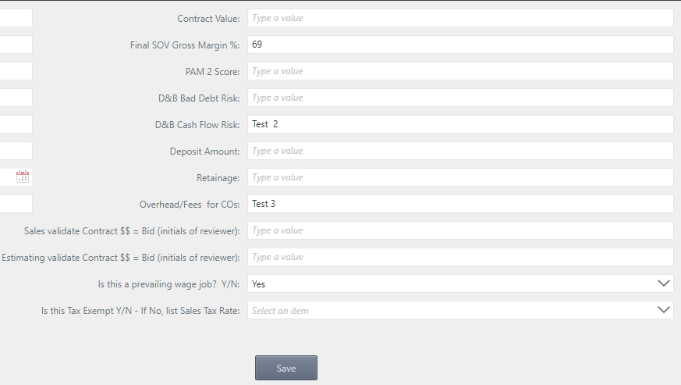 Contract Value: Type a value
Final SOV Gross Margin %: 69
PAM 2 Score: Type a value
D&B Bad Debt Risk: Type a value
D&B Cash Flow Risk: Test  2
Deposit Amount: Type a value
Retainage: Type a value
Overhead/Fees  for COs: Test 3
Sales validate Contract $$ = Bid (initials of reviewer): Type a value
Estimating validate Contract $$ = Bid (initials of reviewer): Type a value
Is this a prevailing wage job?  Y/N: Yes
Is this Tax Exempt Y/N - If No, list Sales Tax Rate: Select an item
Save